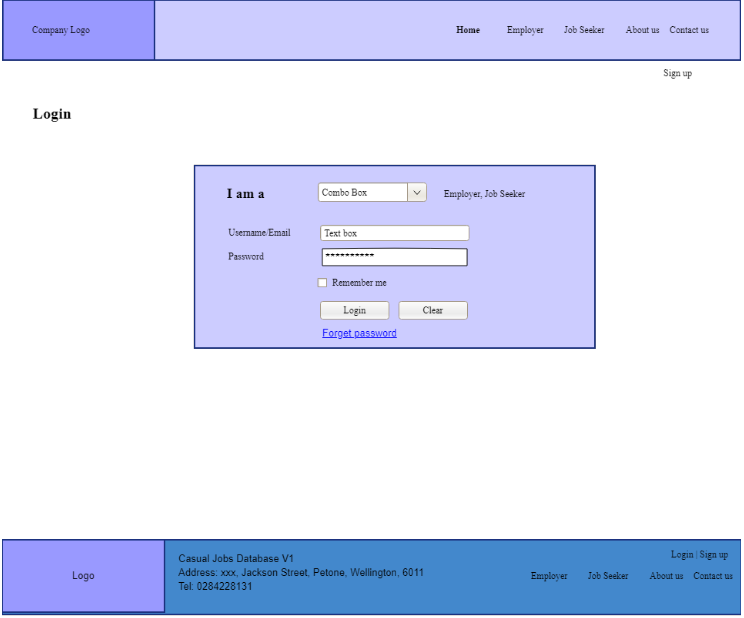 Company Logo
Home Employer Job Seeker About us Contact us
Sign up
Login
I am a Combo Box Employer, Job Seeker
Username/Email Text box
Password **********
Remember me
Login Clear
Forget password
Logo
Casual Jobs Database V1
Address: xxx, Jackson Street, Petone, Wellington, 6011
Tel: 0284228131
Login | Sign up
Employer Job Seeker About us Contact us